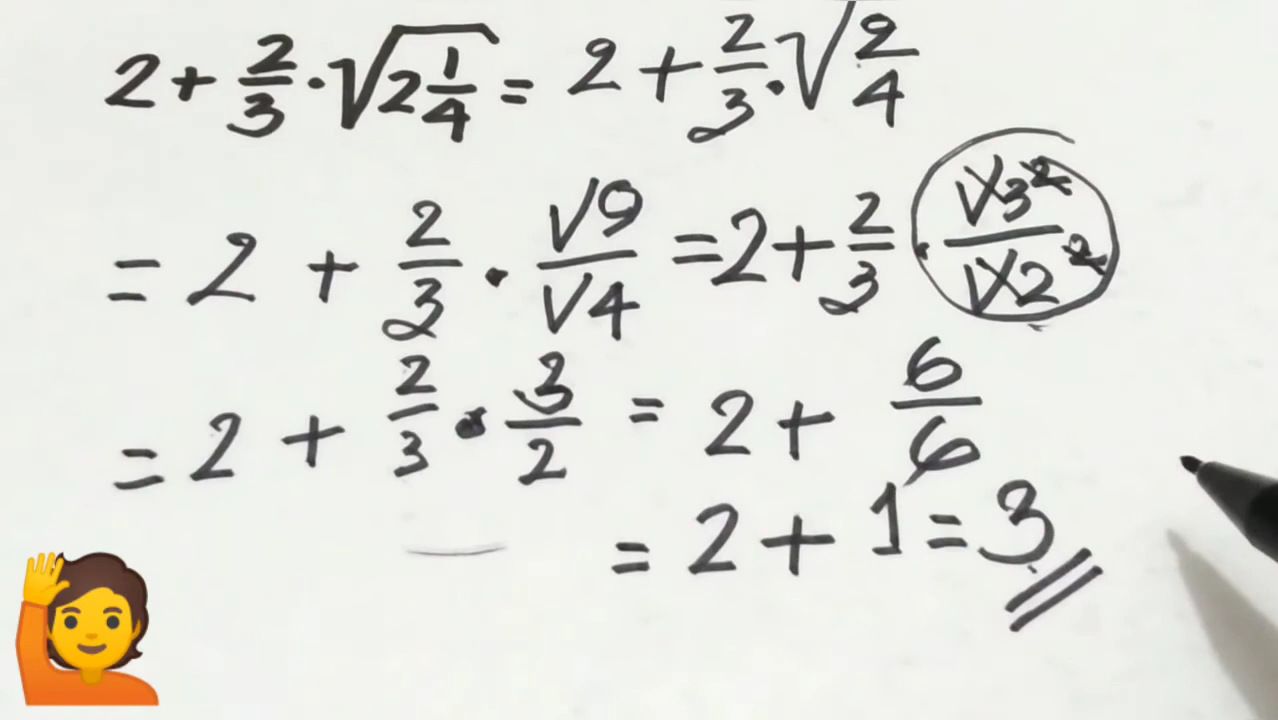 2 + 2/3 · √(2 1/4) = 2 + 2/3 · √(9/4)
= 2 + 2/3 · √9/√4 = 2 + 2/3 · √3²/√2²
= 2 + 2/3 · 3/2 = 2 + 6/6
= 2 + 1 = 3